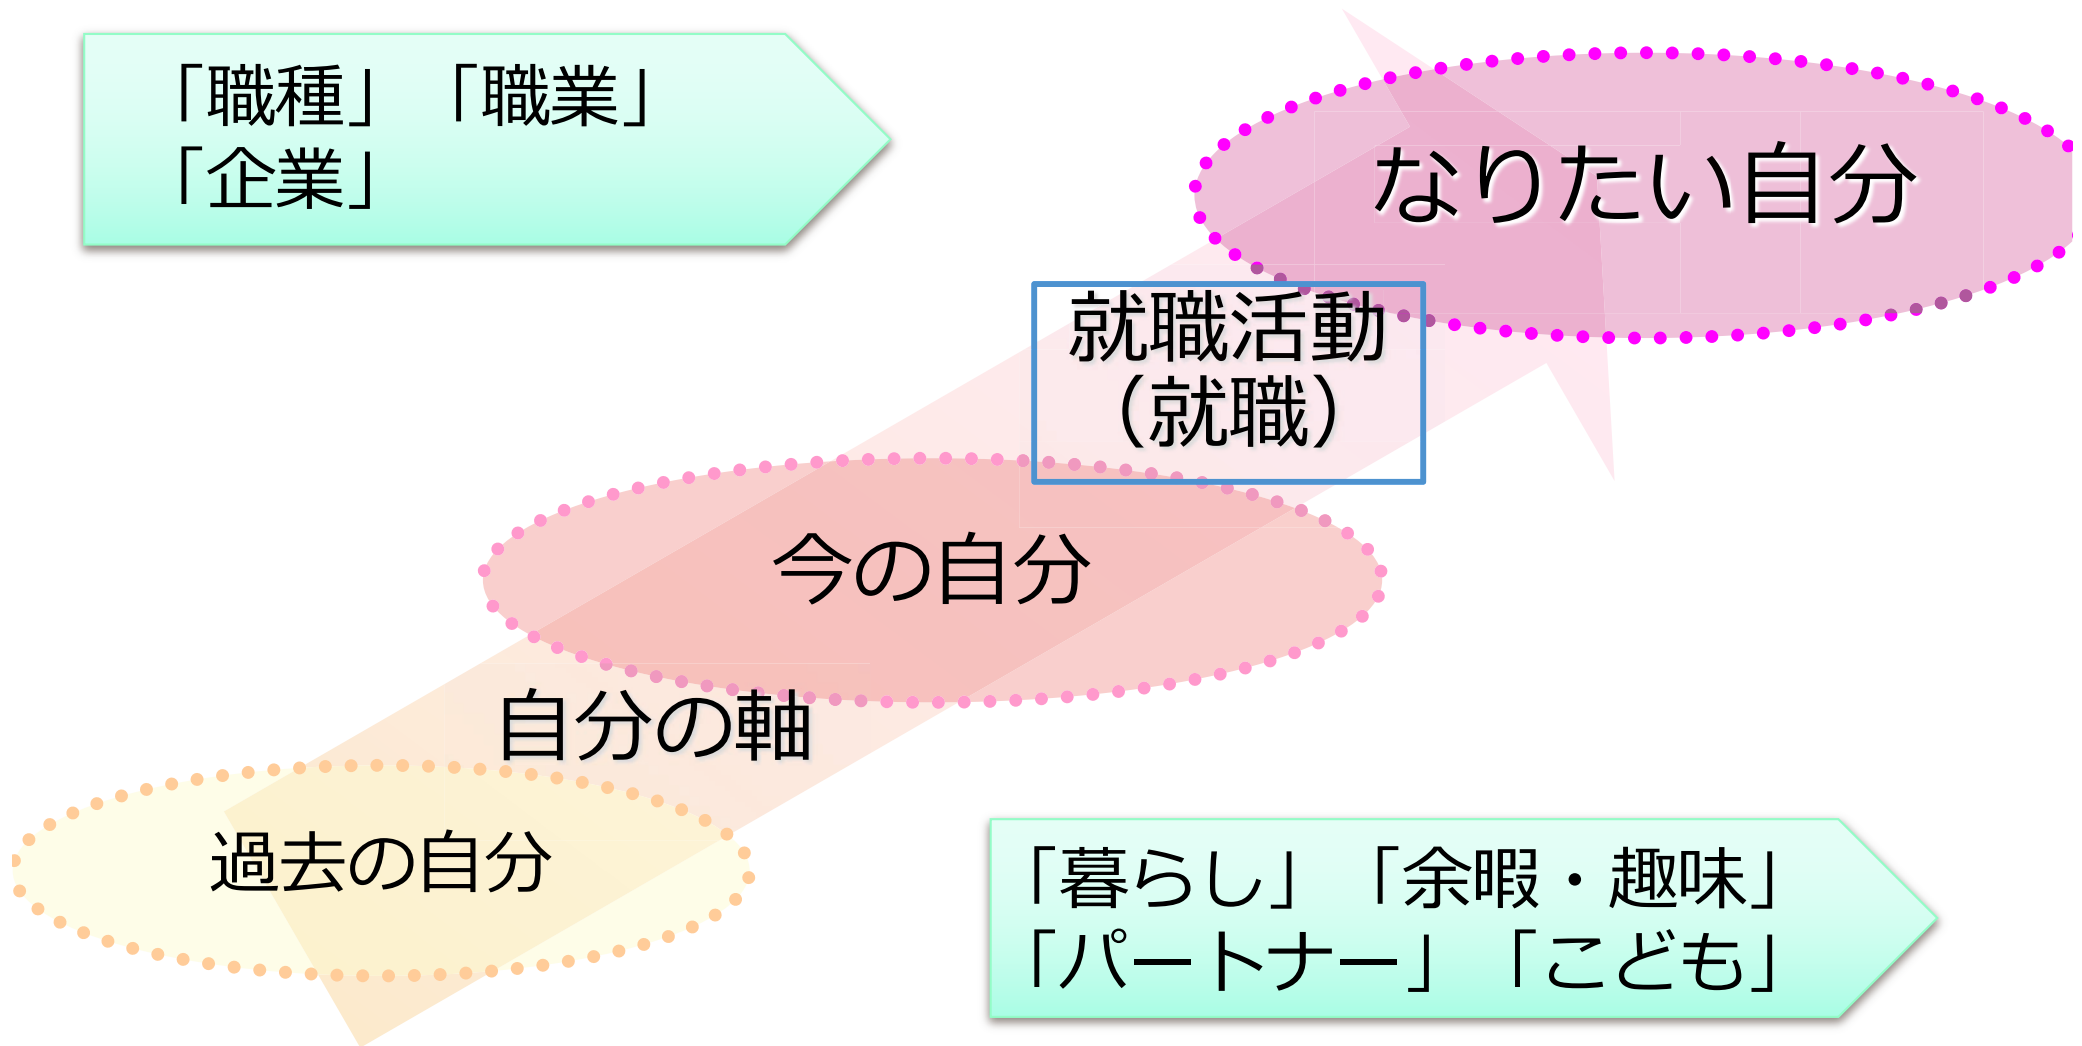 「職種」「職業」
「企業」
なりたい自分
就職活動
（就職）
今の自分
自分の軸
過去の自分
「暮らし」「余暇・趣味」
「パートナー」「こども」